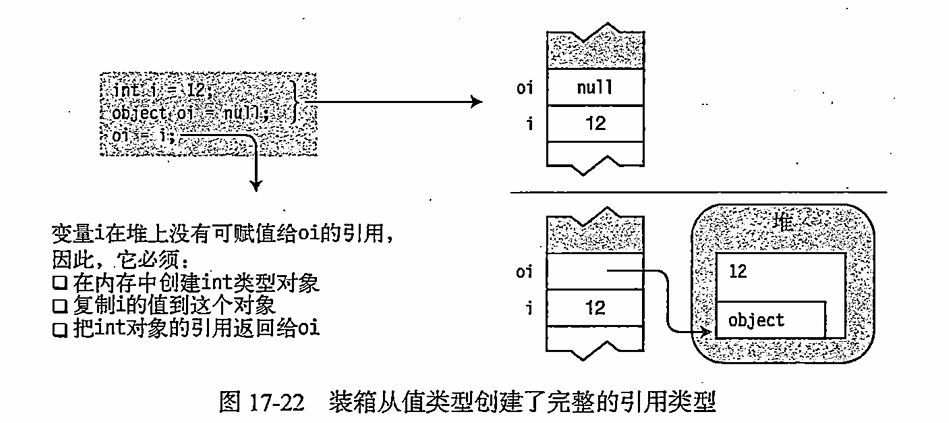 int i = 12;
object oi = null;
oi = i;
oi null
i 12
变量i在堆上没有可赋值给oi的引用，
因此，它必须：
□ 在内存中创建int类型对象
□ 复制i的值到这个对象
□ 把int对象的引用返回给oi
堆
oi
12
i 12
object
图 17-22 装箱从值类型创建了完整的引用类型